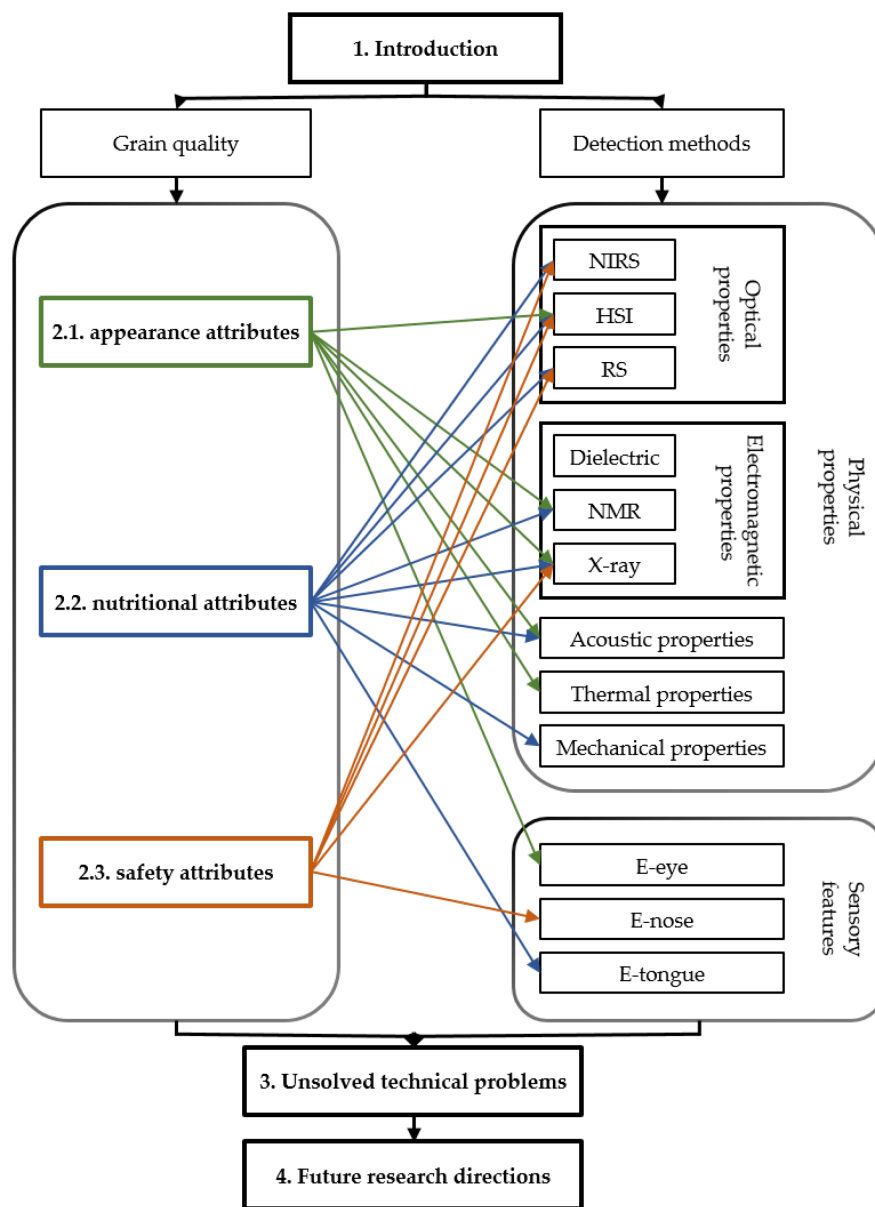 1. Introduction
Grain quality
Detection methods
2.1. appearance attributes
2.2. nutritional attributes
2.3. safety attributes
NIRS
HSI
RS
Optical
properties
Dielectric
NMR
X-ray
Electromagnetic
properties
Acoustic properties
Thermal properties
Mechanical properties
Physical
properties
E-eye
E-nose
E-tongue
Sensory
features
3. Unsolved technical problems
4. Future research directions